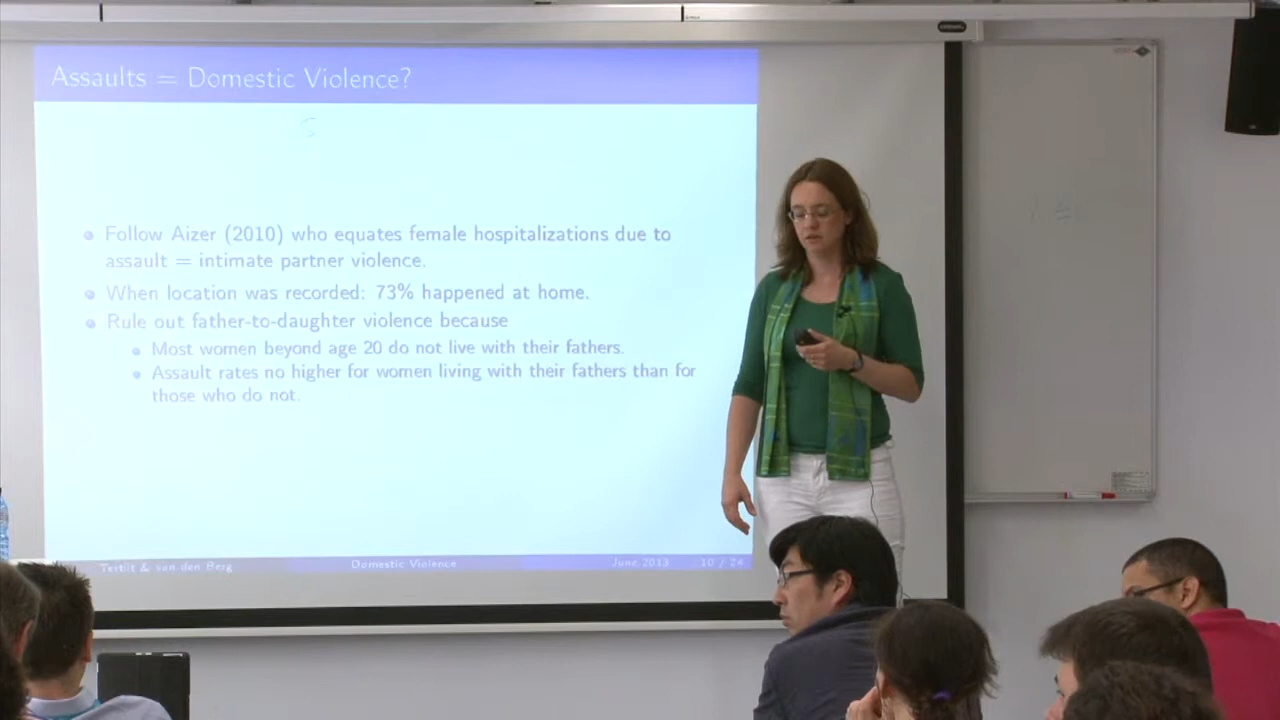 Assaults = Domestic Violence?
Follow Aizer (2010) who equates female hospitalizations due to
assault = intimate partner violence.
When location was recorded: 73% happened at home.
Rule out father-to-daughter violence because
Most women beyond age 20 do not live with their fathers.
Assault rates no higher for women living with their fathers than for
those who do not.
Tertilt & van den Berg Domestic Violence June 2013 10 / 24